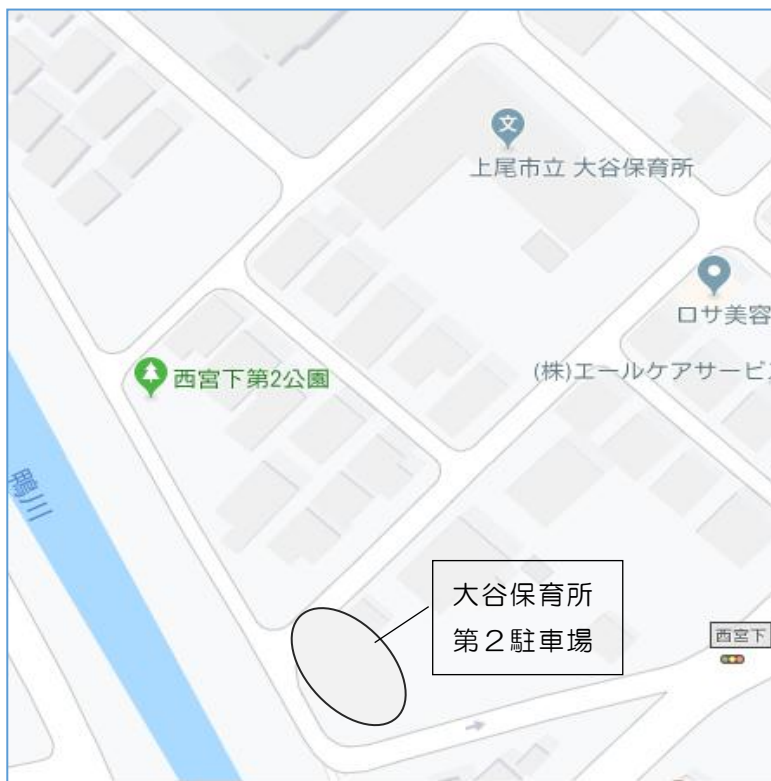 文
上尾市立 大谷保育所
ロサ美容
(株)エールケアサービ
西宮下第2公園
鴨川
大谷保育所
第２駐車場
西宮下